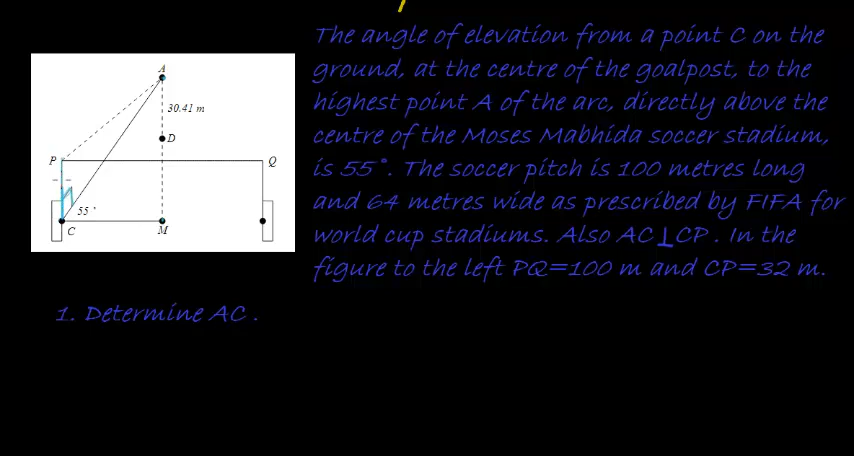 The angle of elevation from a point C on the
ground, at the centre of the goalpost, to the
highest point A of the arc, directly above the
centre of the Moses Mabhida soccer stadium,
is 55°. The soccer pitch is 100 metres long
and 64 metres wide as prescribed by FIFA for
world cup stadiums. Also AC⊥CP. In the
figure to the left PQ=100 m and CP=32 m.
A
30.41 m
D
P
Q
55°
C
M
1. Determine AC.